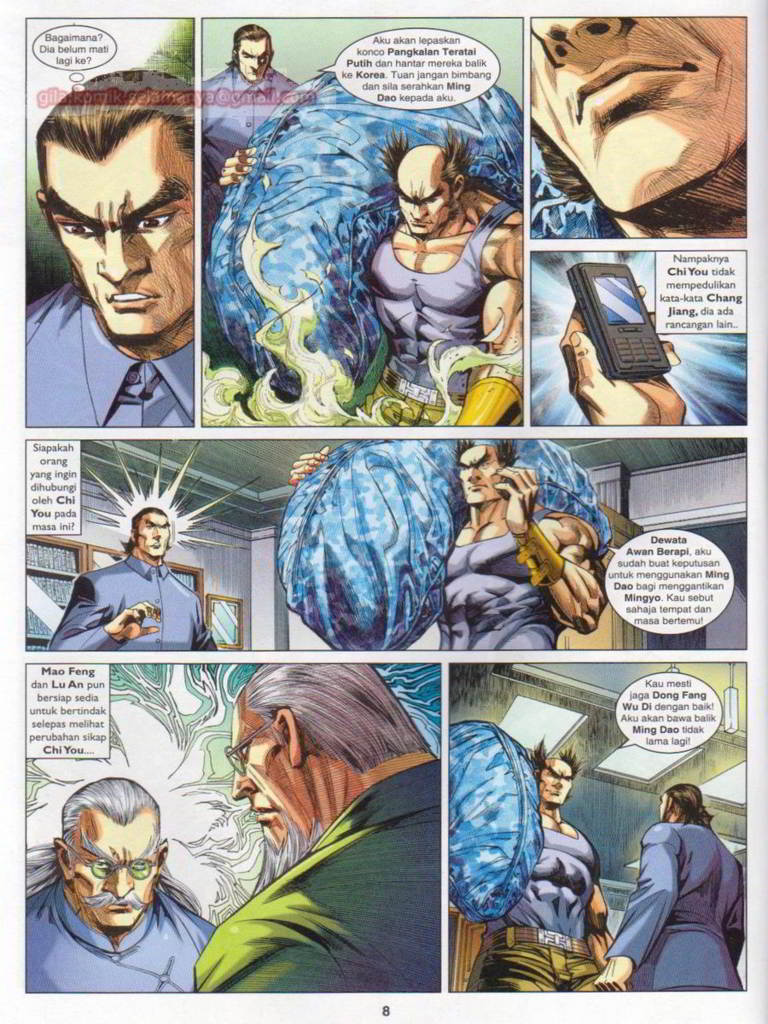 Bagaimana?
Dia belum mati
lagi ke?
gilakomik-selamanya@gmail.com
Aku akan lepaskan
konco Pangkalan Teratai
Putih dan hantar mereka balik
ke Korea. Tuan jangan bimbang
dan sila serahkan Ming
Dao kepada aku.
Nampaknya
Chi You tidak
mempedulikan
kata-kata Chang
Jiang, dia ada
rancangan lain..
Siapakah
orang
yang ingin
dihubungi
oleh Chi
You pada
masa ini?
Dewata
Awan Berapi, aku
sudah buat keputusan
untuk menggunakan Ming
Dao bagi menggantikan
Mingyo. Kau sebut
sahaja tempat dan
masa bertemu!
Mao Feng
dan Lu An pun
bersiap sedia
untuk bertindak
selepas melihat
perubahan sikap
Chi You....
Kau mesti
jaga Dong Fang
Wu Di dengan baik!
Aku akan bawa balik
Ming Dao tidak
lama lagi!
8